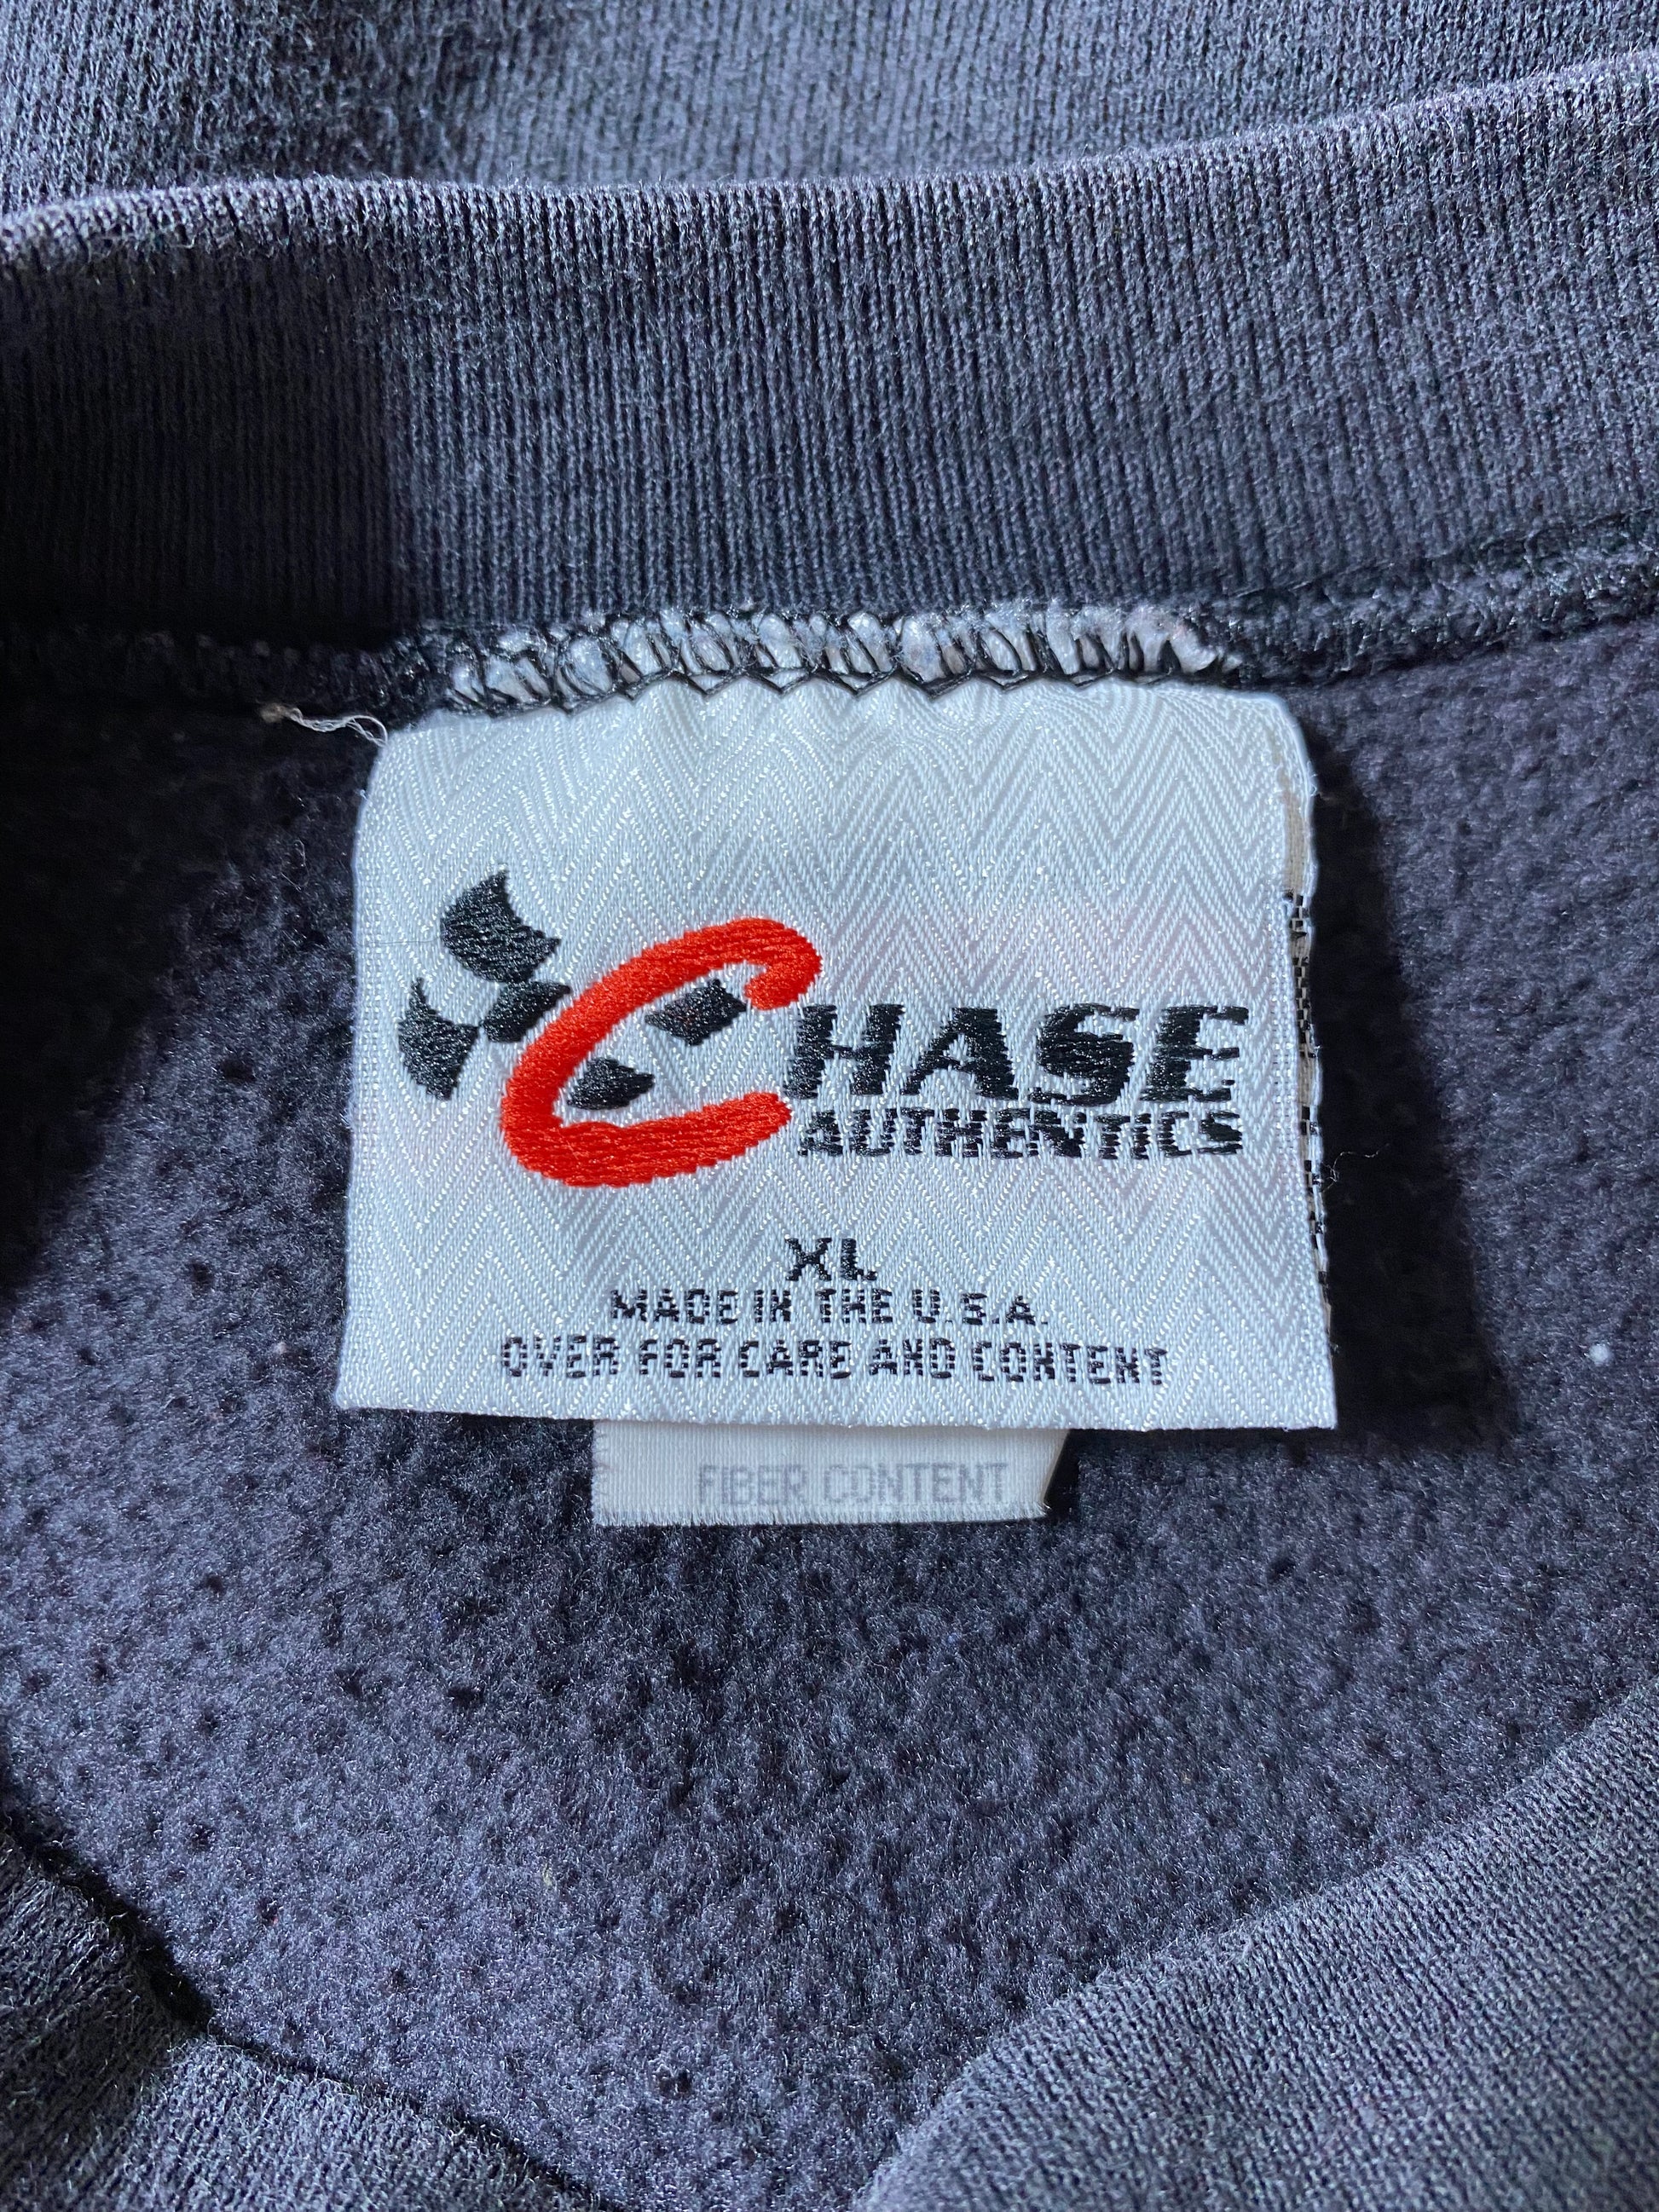 CHASE
AUTHENTICS
XL
MADE IN THE U.S.A.
OVER FOR CARE AND CONTENT
FIBER CONTENT